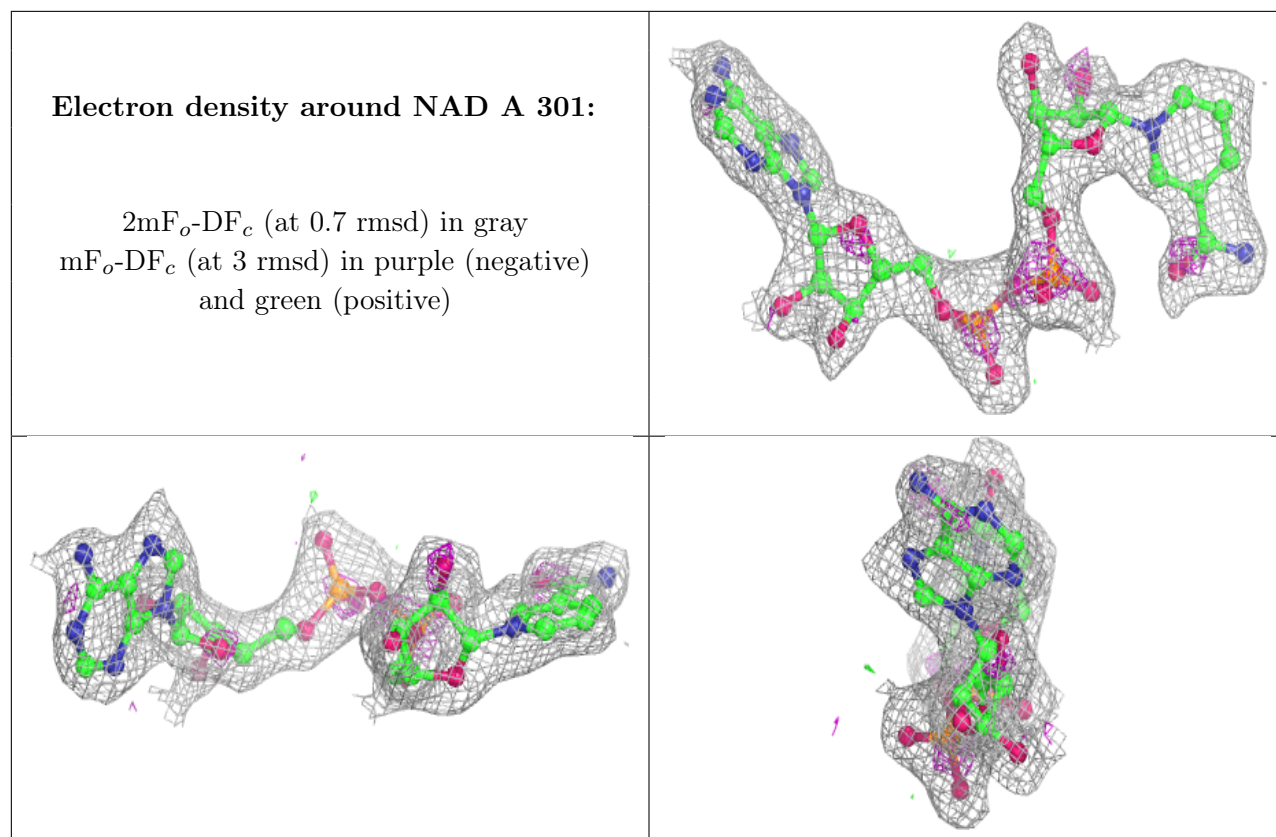 Electron density around NAD A 301:
2mFo-DFc (at 0.7 rmsd) in gray
mFo-DFc (at 3 rmsd) in purple (negative)
and green (positive)